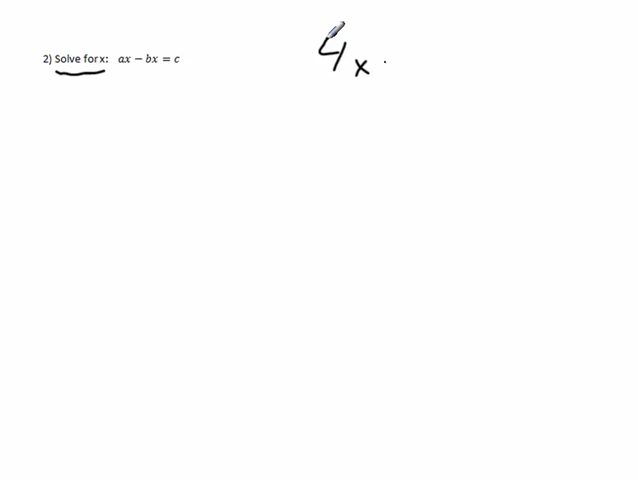 2) Solve for x: ax − bx = c
4x